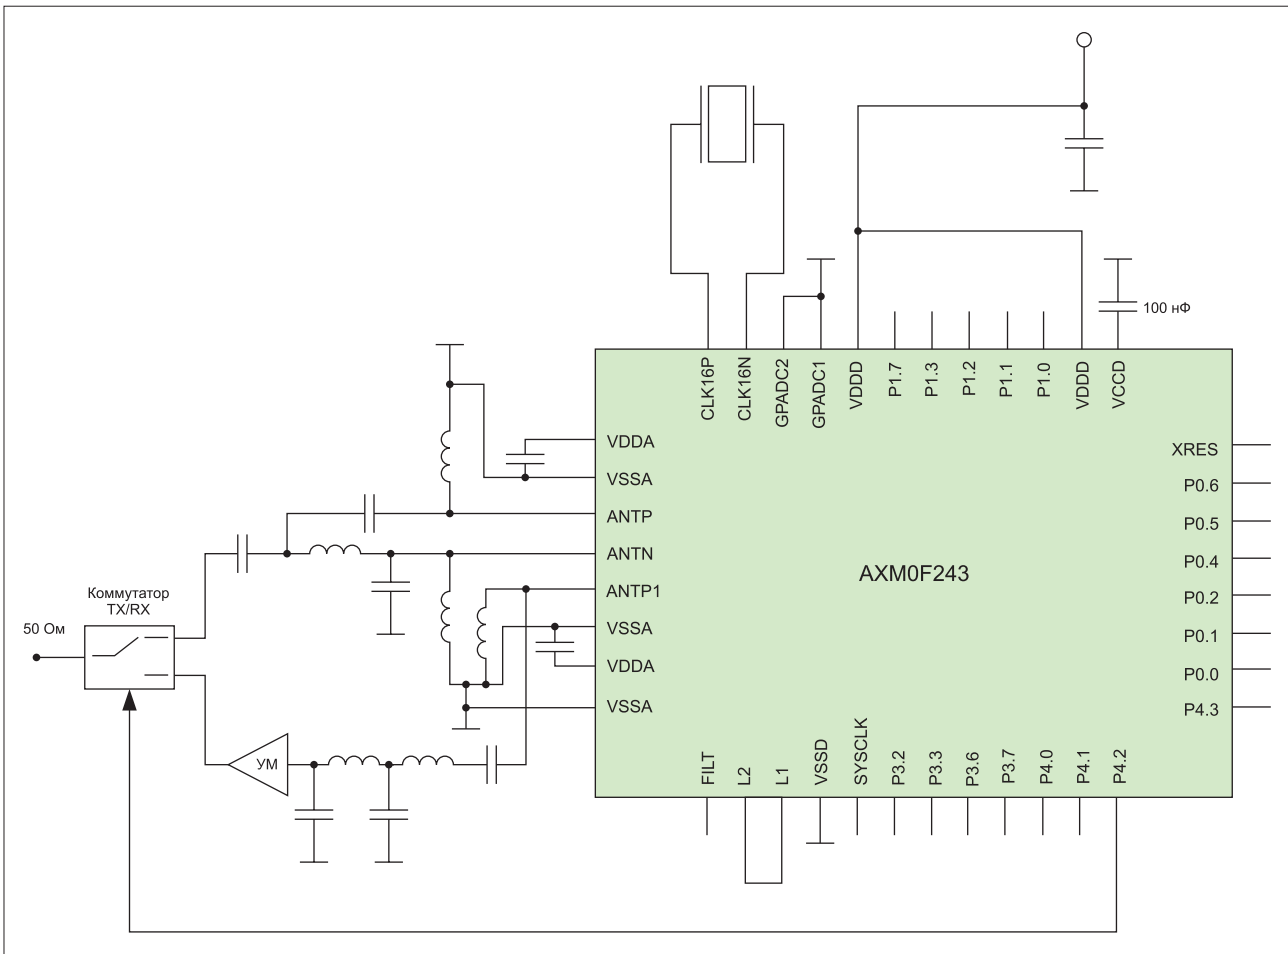 100 нФ
CLK16P
CLK16N
GPADC2
GPADC1
VDDD
P1.7
P1.3
P1.2
P1.1
P1.0
VDDD
VCCD
VDDA
VSSA
ANTP
ANTN
ANTP1
VSSA
VDDA
VSSA
AXM0F243
XRES
P0.6
P0.5
P0.4
P0.2
P0.1
P0.0
P4.3
Коммутатор
TX/RX
50 Ом
УМ
FILT
L2
L1
VSSD
SYSCLK
P3.2
P3.3
P3.6
P3.7
P4.0
P4.1
P4.2